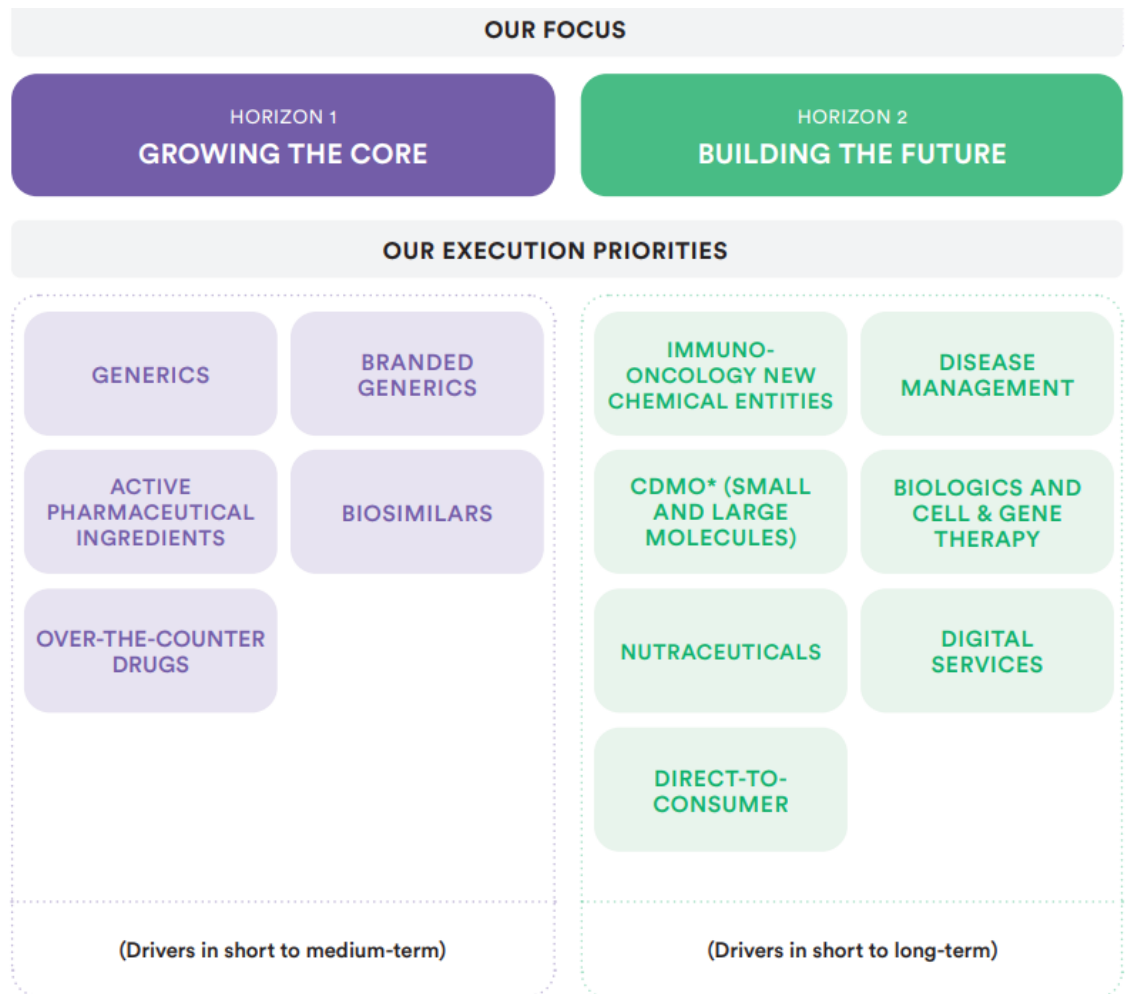 OUR FOCUS
HORIZON 1
GROWING THE CORE
HORIZON 2
BUILDING THE FUTURE
OUR EXECUTION PRIORITIES
GENERICS
BRANDED
GENERICS
ACTIVE
PHARMACEUTICAL
INGREDIENTS
BIOSIMILARS
OVER-THE-COUNTER
DRUGS
(Drivers in short to medium-term)
IMMUNO-
ONCOLOGY NEW
CHEMICAL ENTITIES
DISEASE
MANAGEMENT
CDMO* (SMALL
AND LARGE
MOLECULES)
BIOLOGICS AND
CELL & GENE
THERAPY
NUTRACEUTICALS
DIGITAL
SERVICES
DIRECT-TO-
CONSUMER
(Drivers in short to long-term)